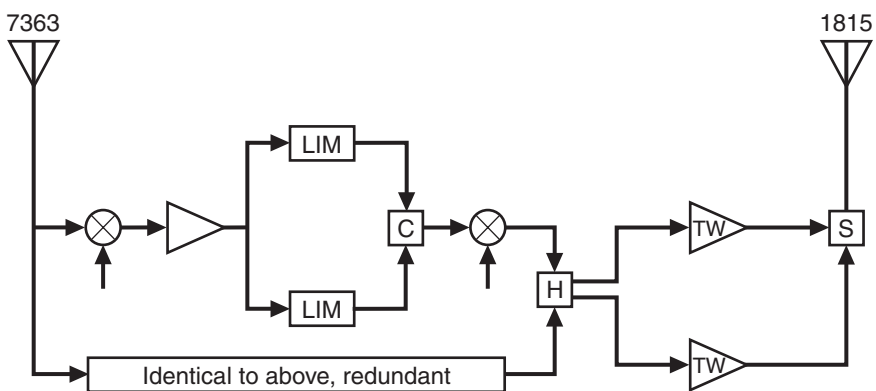 7363
1815
LIM
C
TW
S
H
LIM
TW
Identical to above, redundant